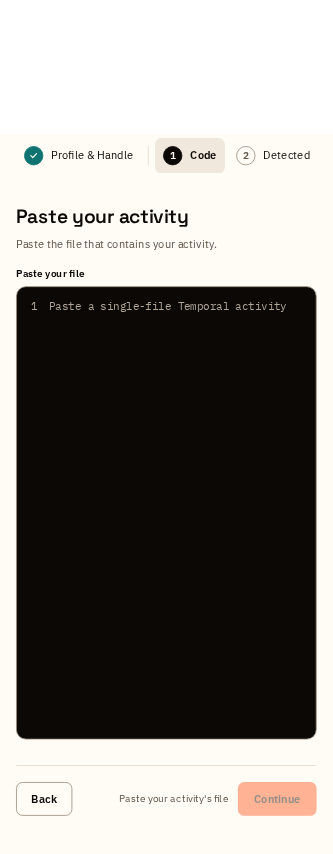 Profile & Handle
1 Code
2 Detected
Paste your activity
Paste the file that contains your activity.
Paste your file
1 Paste a single-file Temporal activity
Back
Paste your activity's file
Continue